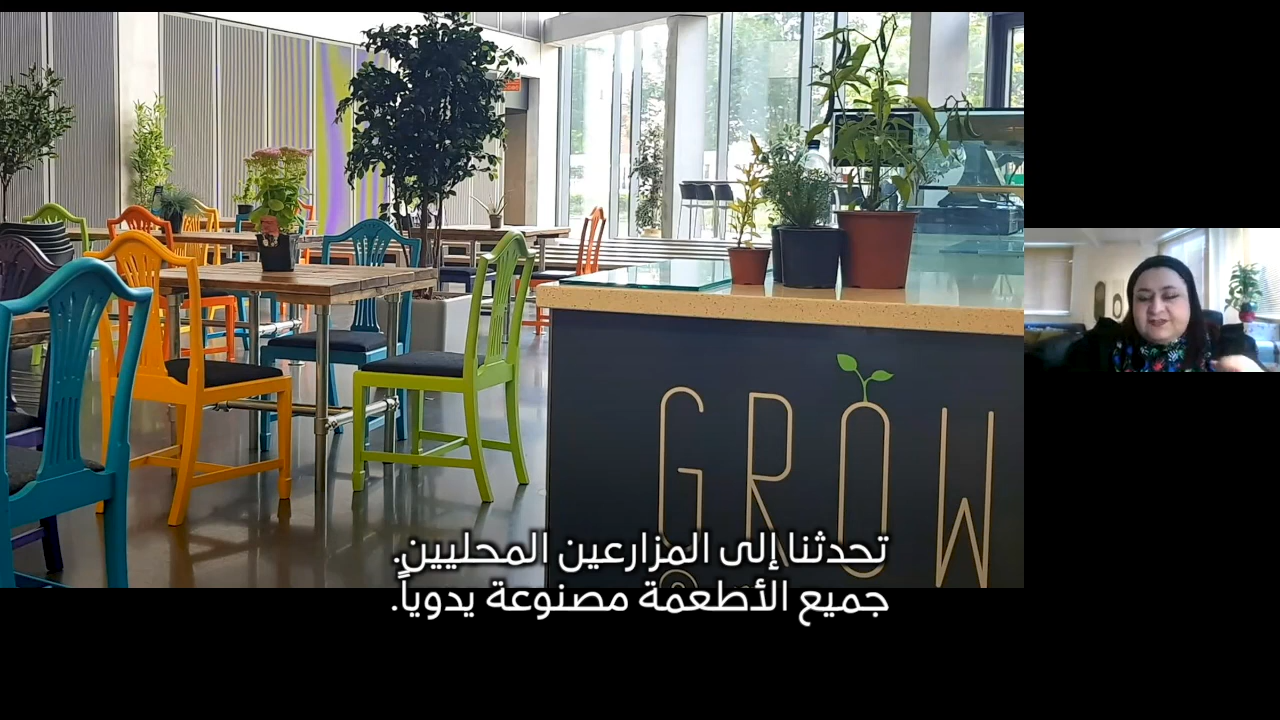 GROW
تحدثنا إلى المزارعين المحليين.
جميع الأطعمة مصنوعة يدوياً.